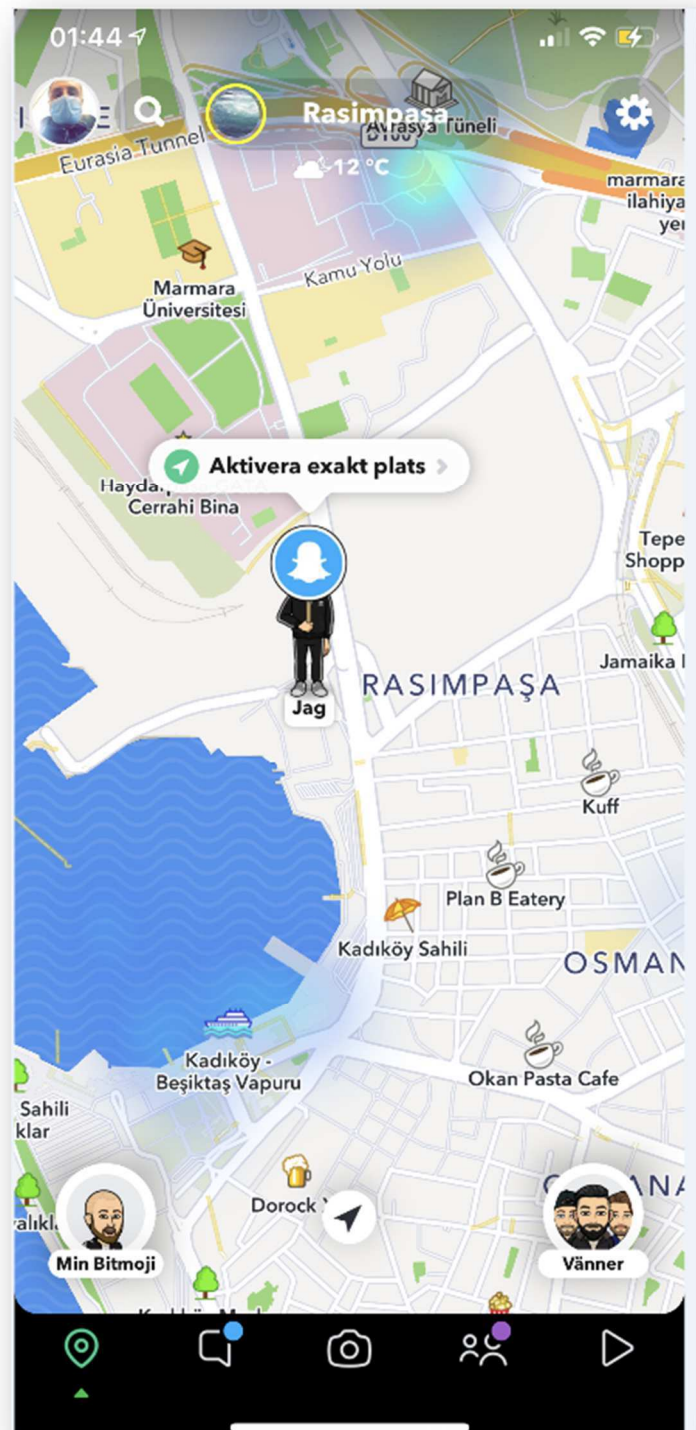 01:44
Rasimpaşa
Avrasya Tüneli
Eurasia Tunnel
12 °C
marmara
ilahiya
Marmara
Üniversitesi
Kamu Yolu
Aktivera exakt plats
Cerrahi Bina
Tepe
Shopp
Jamaika
RASIMPAŞA
Jag
Kuff
Plan B Eatery
Kadıköy Sahili
OSMAN
Kadıköy -
Beşiktaş Vapuru
Okan Pasta Cafe
Sahili
klar
Dorock
Min Bitmoji
Vänner